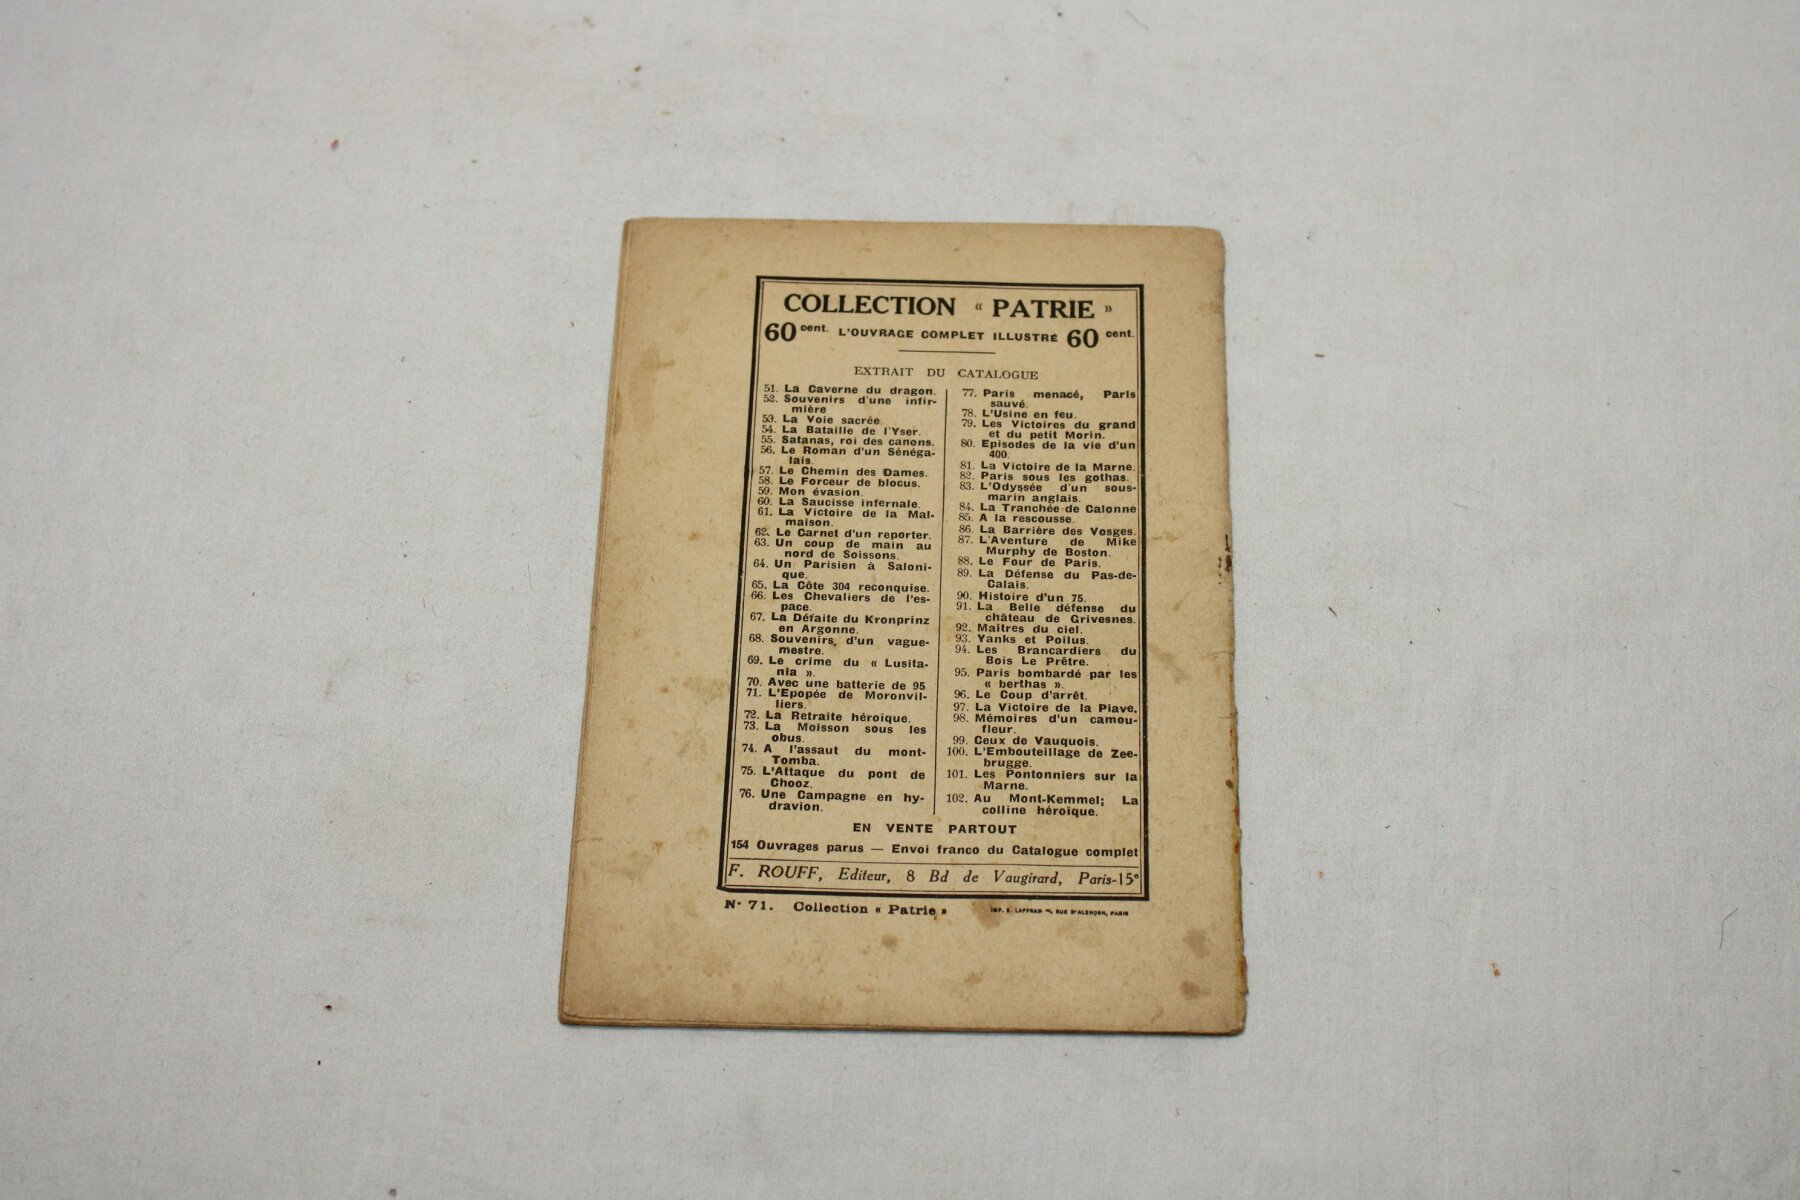 COLLECTION « PATRIE »
60 cent. L'OUVRAGE COMPLET ILLUSTRÉ 60 cent.
EXTRAIT DU CATALOGUE
51. La Caverne du dragon.
52. Souvenirs d'une infir-
mière
53. La Voie sacrée.
54. La Bataille de l'Yser.
55. Satanas, roi des canons.
56. Le Roman d'un Sénéga-
lais.
57. Le Chemin des Dames.
58. Le Forceur de blocus.
59. Mon évasion.
60. La Saucisse infernale.
61. La Victoire de la Mal-
maison.
62. Le Carnet d'un reporter.
63. Un coup de main au
nord de Soissons.
64. Un Parisien à Saloni-
que.
65. La Côte 304 reconquise.
66. Les Chevaliers de l'es-
pace.
67. La Défaite du Kronprinz
en Argonne.
68. Souvenirs d'un vague-
mestre.
69. Le crime du « Lusita-
nia ».
70. Avec une batterie de 95
71. L'Epopée de Moronvil-
liers.
72. La Retraite héroïque.
73. La Moisson sous les
obus.
74. A l'assaut du mont-
Tomba.
75. L'Attaque du pont de
Chooz.
76. Une Campagne en hy-
dravion.
77. Paris menacé, Paris
sauvé.
78. L'Usine en feu.
79. Les Victoires du grand
et du petit Morin.
80. Episodes de la vie d'un
400.
81. La Victoire de la Marne.
82. Paris sous les gothas.
83. L'Odyssée d'un sous-
marin anglais.
84. La Tranchée de Calonne
85. A la rescousse.
86. La Barrière des Vosges.
87. L'Aventure de Mike
Murphy de Boston.
88. Le Four de Paris.
89. La Défense du Pas-de-
Calais.
90. Histoire d'un 75.
91. La Belle défense du
château de Grivesnes.
92. Maîtres du ciel.
93. Yanks et Poilus.
94. Les Brancardiers du
Bois Le Prêtre.
95. Paris bombardé par les
« berthas ».
96. Le Coup d'arrêt.
97. La Victoire de la Piave.
98. Mémoires d'un camou-
fleur.
99. Ceux de Vauquois.
100. L'Embouteillage de Zee-
brugge.
101. Les Pontonniers sur la
Marne.
102. Au Mont-Kemmel; La
colline héroïque.
EN VENTE PARTOUT
154 Ouvrages parus — Envoi franco du Catalogue complet
F. ROUFF, Editeur, 8 Bd de Vaugirard, Paris-15e
N° 71. Collection « Patrie »
RUE D'ALENÇON, PARIS